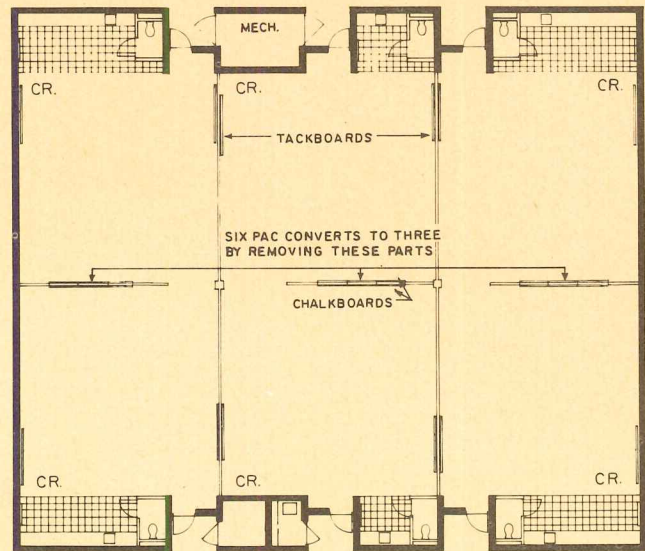 MECH.
CR.
CR.
CR.
TACKBOARDS
SIX PAC CONVERTS TO THREE
BY REMOVING THESE PARTS
CHALKBOARDS
CR.
CR.
CR.